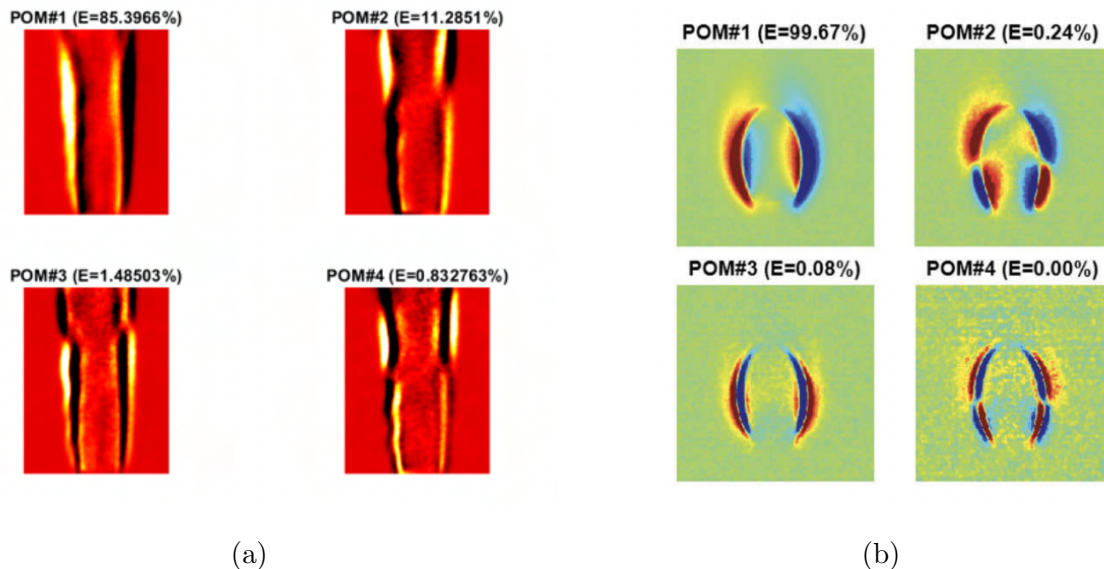 POM#1 (E=85.3966%)
POM#2 (E=11.2851%)
POM#3 (E=1.48503%)
POM#4 (E=0.832763%)
(a)
POM#1 (E=99.67%)
POM#2 (E=0.24%)
POM#3 (E=0.08%)
POM#4 (E=0.00%)
(b)